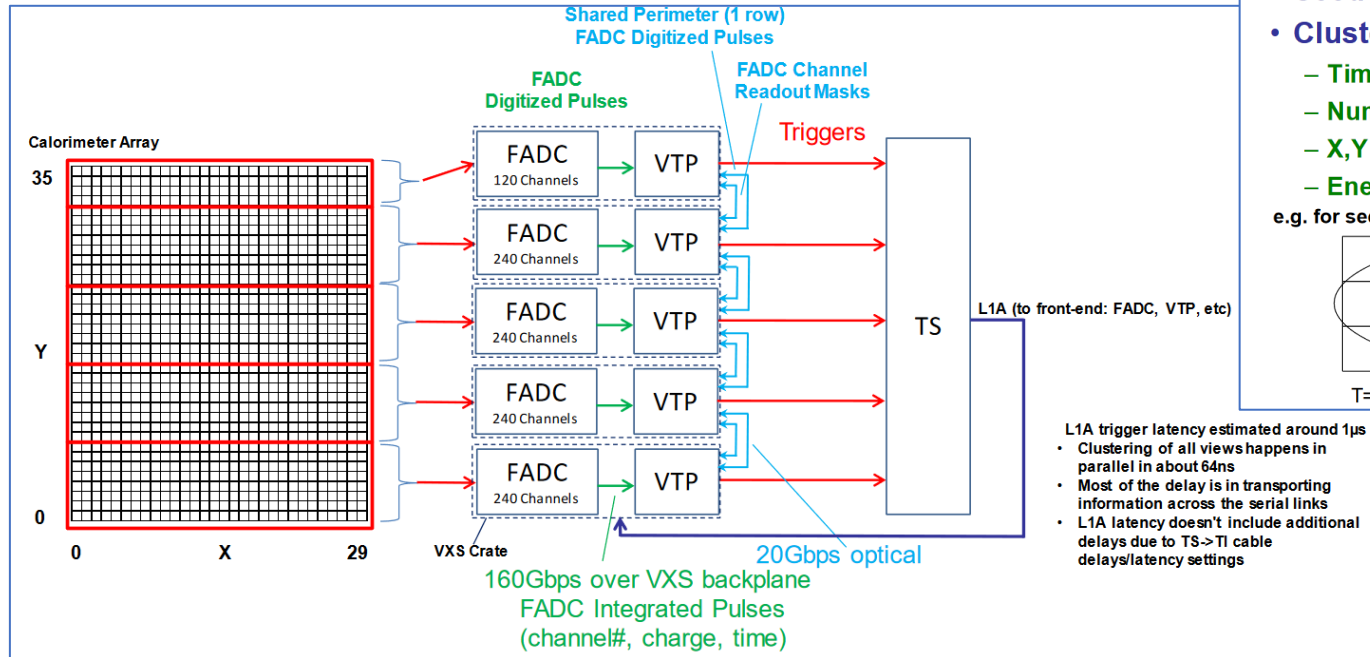 Shared Perimeter (1 row)
FADC Digitized Pulses
FADC Channel
Readout Masks
FADC
Digitized Pulses
Triggers
Calorimeter Array
35
Y
0
0 X 29
FADC
120 Channels
VTP
FADC
240 Channels
VTP
FADC
240 Channels
VTP
FADC
240 Channels
VTP
FADC
240 Channels
VTP
TS
L1A (to front-end: FADC, VTP, etc)
VXS Crate
20Gbps optical
160Gbps over VXS backplane
FADC Integrated Pulses
(channel#, charge, time)
• Clust
– Tim
– Nur
– X,Y
– Ene
e.g. for sec
T=
L1A trigger latency estimated around 1µs
• Clustering of all views happens in
parallel in about 64ns
• Most of the delay is in transporting
information across the serial links
• L1A latency doesn't include additional
delays due to TS->TI cable
delays/latency settings